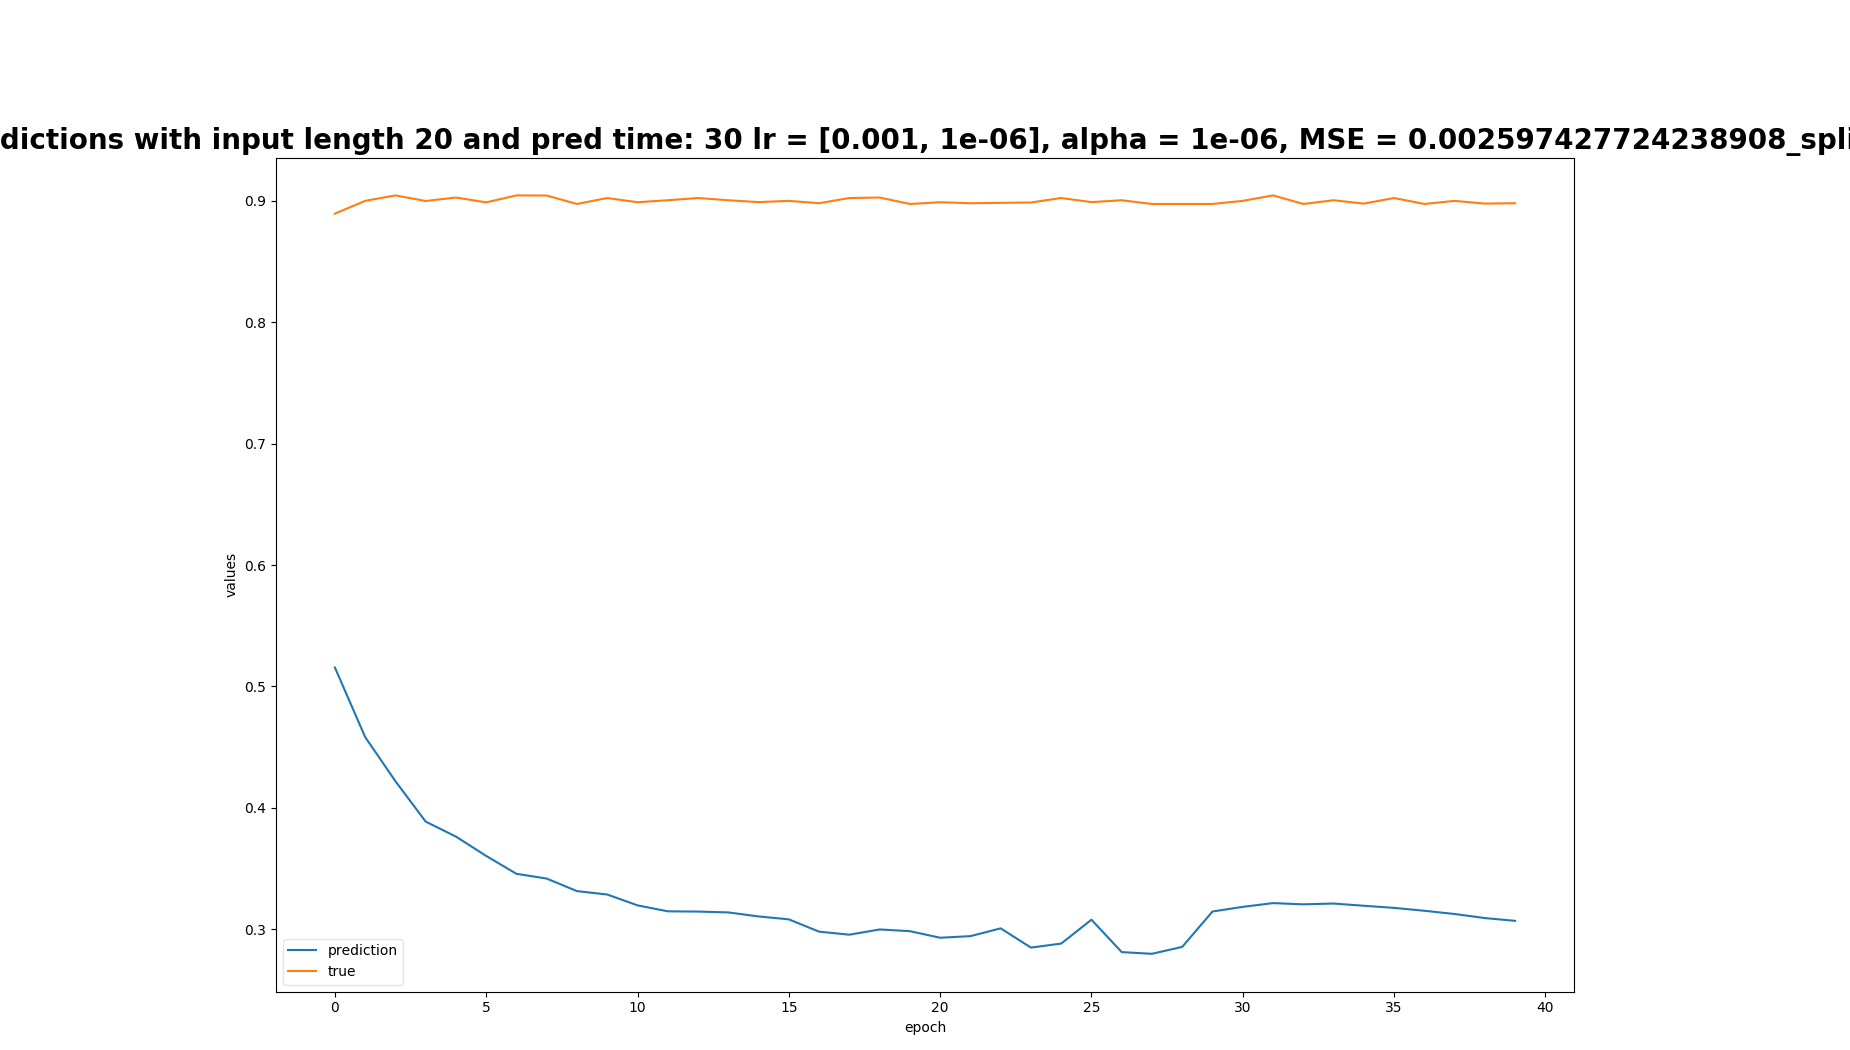 dictions with input length 20 and pred time: 30 lr = [0.001, 1e-06], alpha = 1e-06, MSE = 0.002597427724238908_spli
0.9
0.8
0.7
0.6
0.5
0.4
0.3
values
prediction
true
0 5 10 15 20 25 30 35 40
epoch